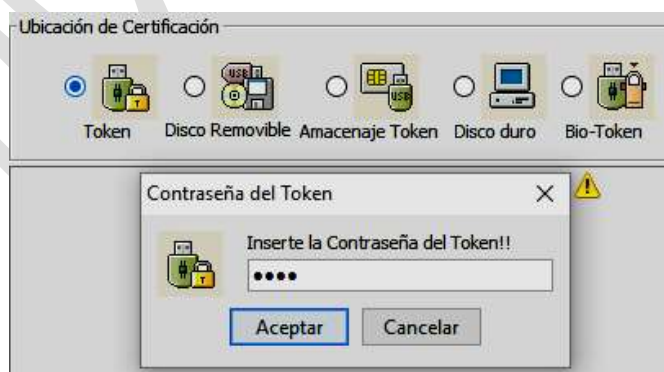 Ubicación de Certificación
Token
Disco Removible
Amacenaje Token
Disco duro
Bio-Token
Contraseña del Token
Inserte la Contraseña del Token!!
••••
Aceptar
Cancelar